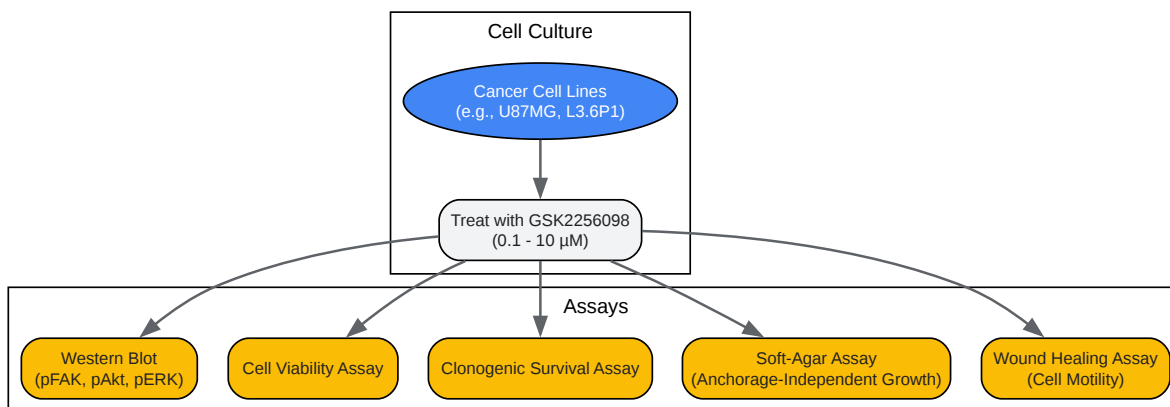 Cell Culture
Cancer Cell Lines
(e.g., U87MG, L3.6P1)
Treat with GSK2256098
(0.1 - 10 µM)
Assays
Western Blot
(pFAK, pAkt, pERK)
Cell Viability Assay
Clonogenic Survival Assay
Soft-Agar Assay
(Anchorage-Independent Growth)
Wound Healing Assay
(Cell Motility)